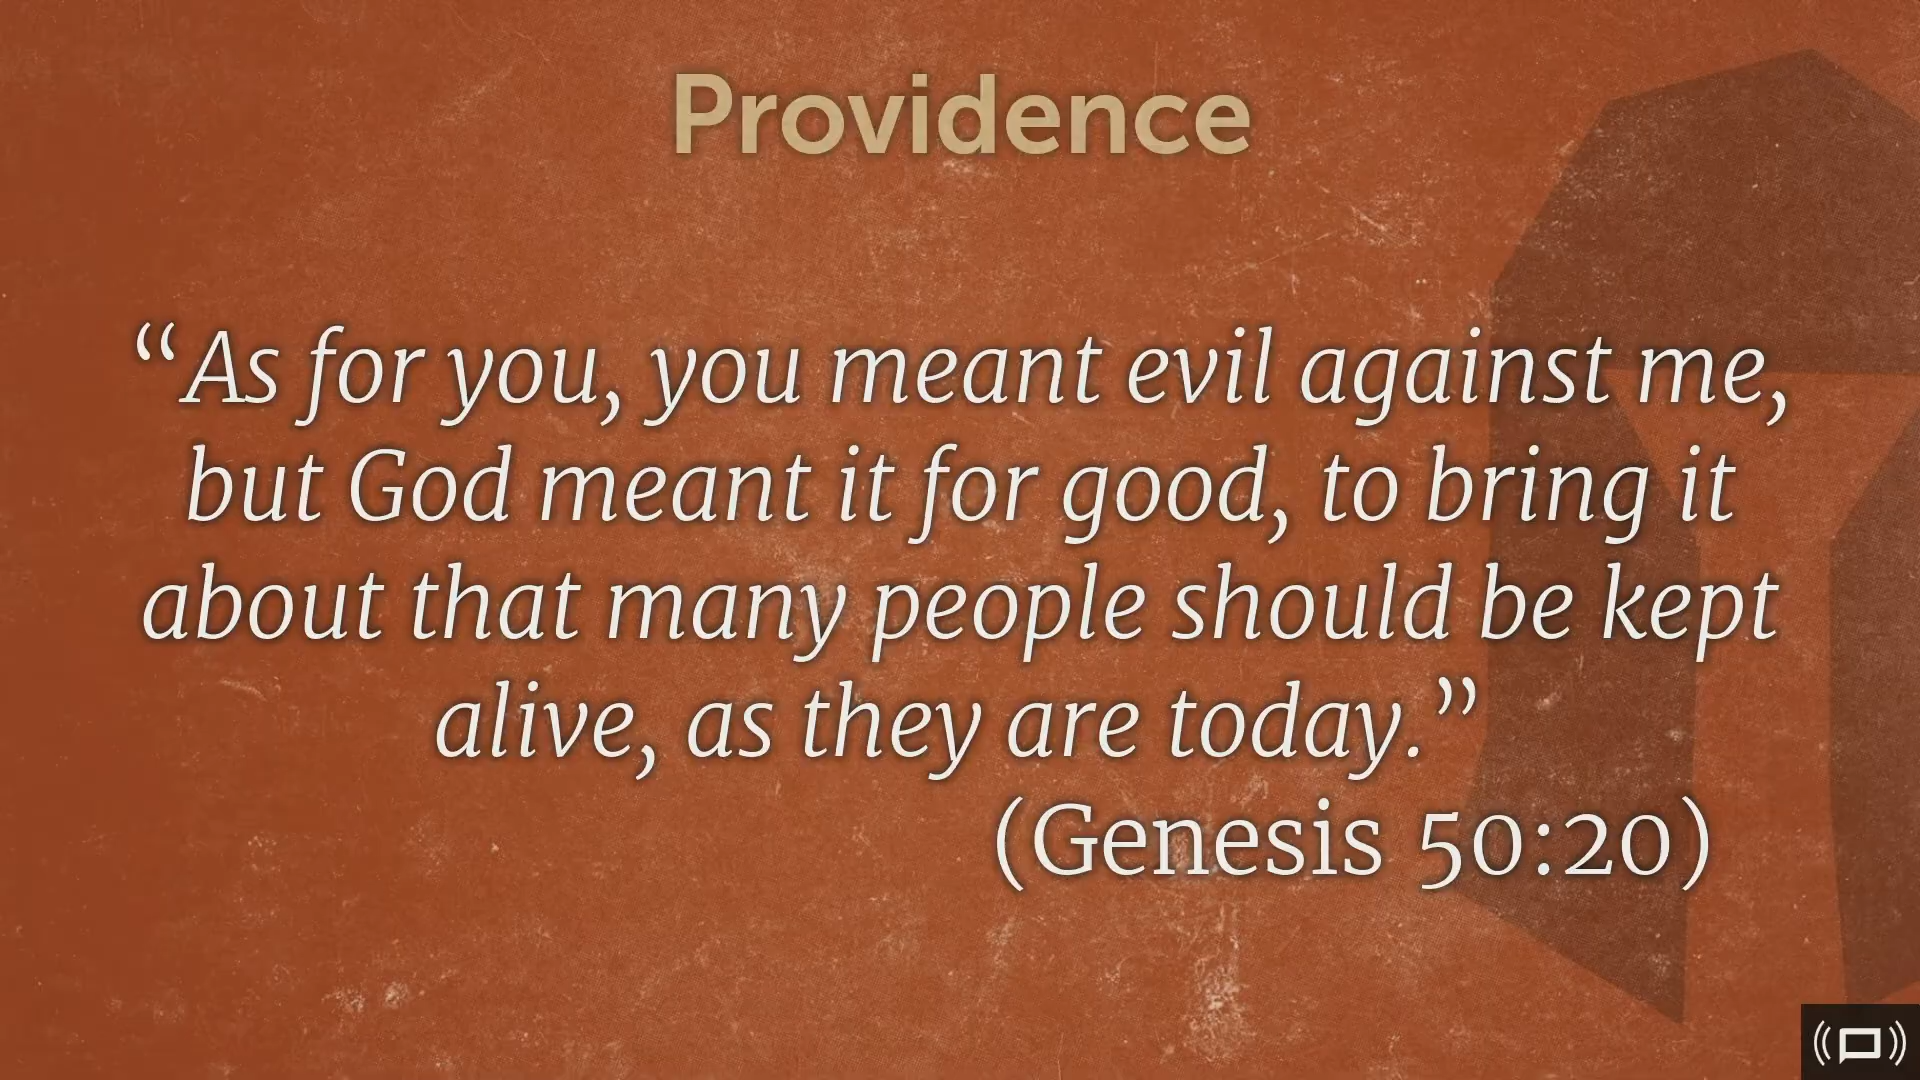 Providence
“As for you, you meant evil against me,
but God meant it for good, to bring it
about that many people should be kept
alive, as they are today.”
(Genesis 50:20)